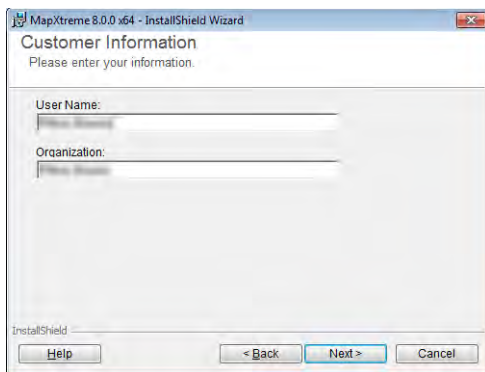 MapXtreme 8.0.0 x64 - InstallShield Wizard
Customer Information
Please enter your information.
User Name:
Organization:
InstallShield
Help < Back Next > Cancel